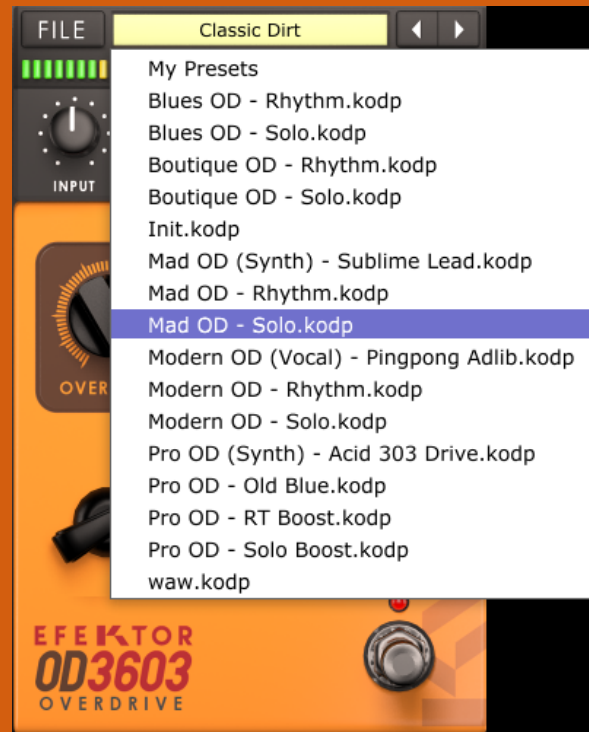 FILE
Classic Dirt
My Presets
Blues OD - Rhythm.kodp
Blues OD - Solo.kodp
Boutique OD - Rhythm.kodp
Boutique OD - Solo.kodp
Init.kodp
Mad OD (Synth) - Sublime Lead.kodp
Mad OD - Rhythm.kodp
Mad OD - Solo.kodp
Modern OD (Vocal) - Pingpong Adlib.kodp
Modern OD - Rhythm.kodp
Modern OD - Solo.kodp
Pro OD (Synth) - Acid 303 Drive.kodp
Pro OD - Old Blue.kodp
Pro OD - RT Boost.kodp
Pro OD - Solo Boost.kodp
waw.kodp
INPUT
OVER
EFEKTOR
OD3603
OVERDRIVE